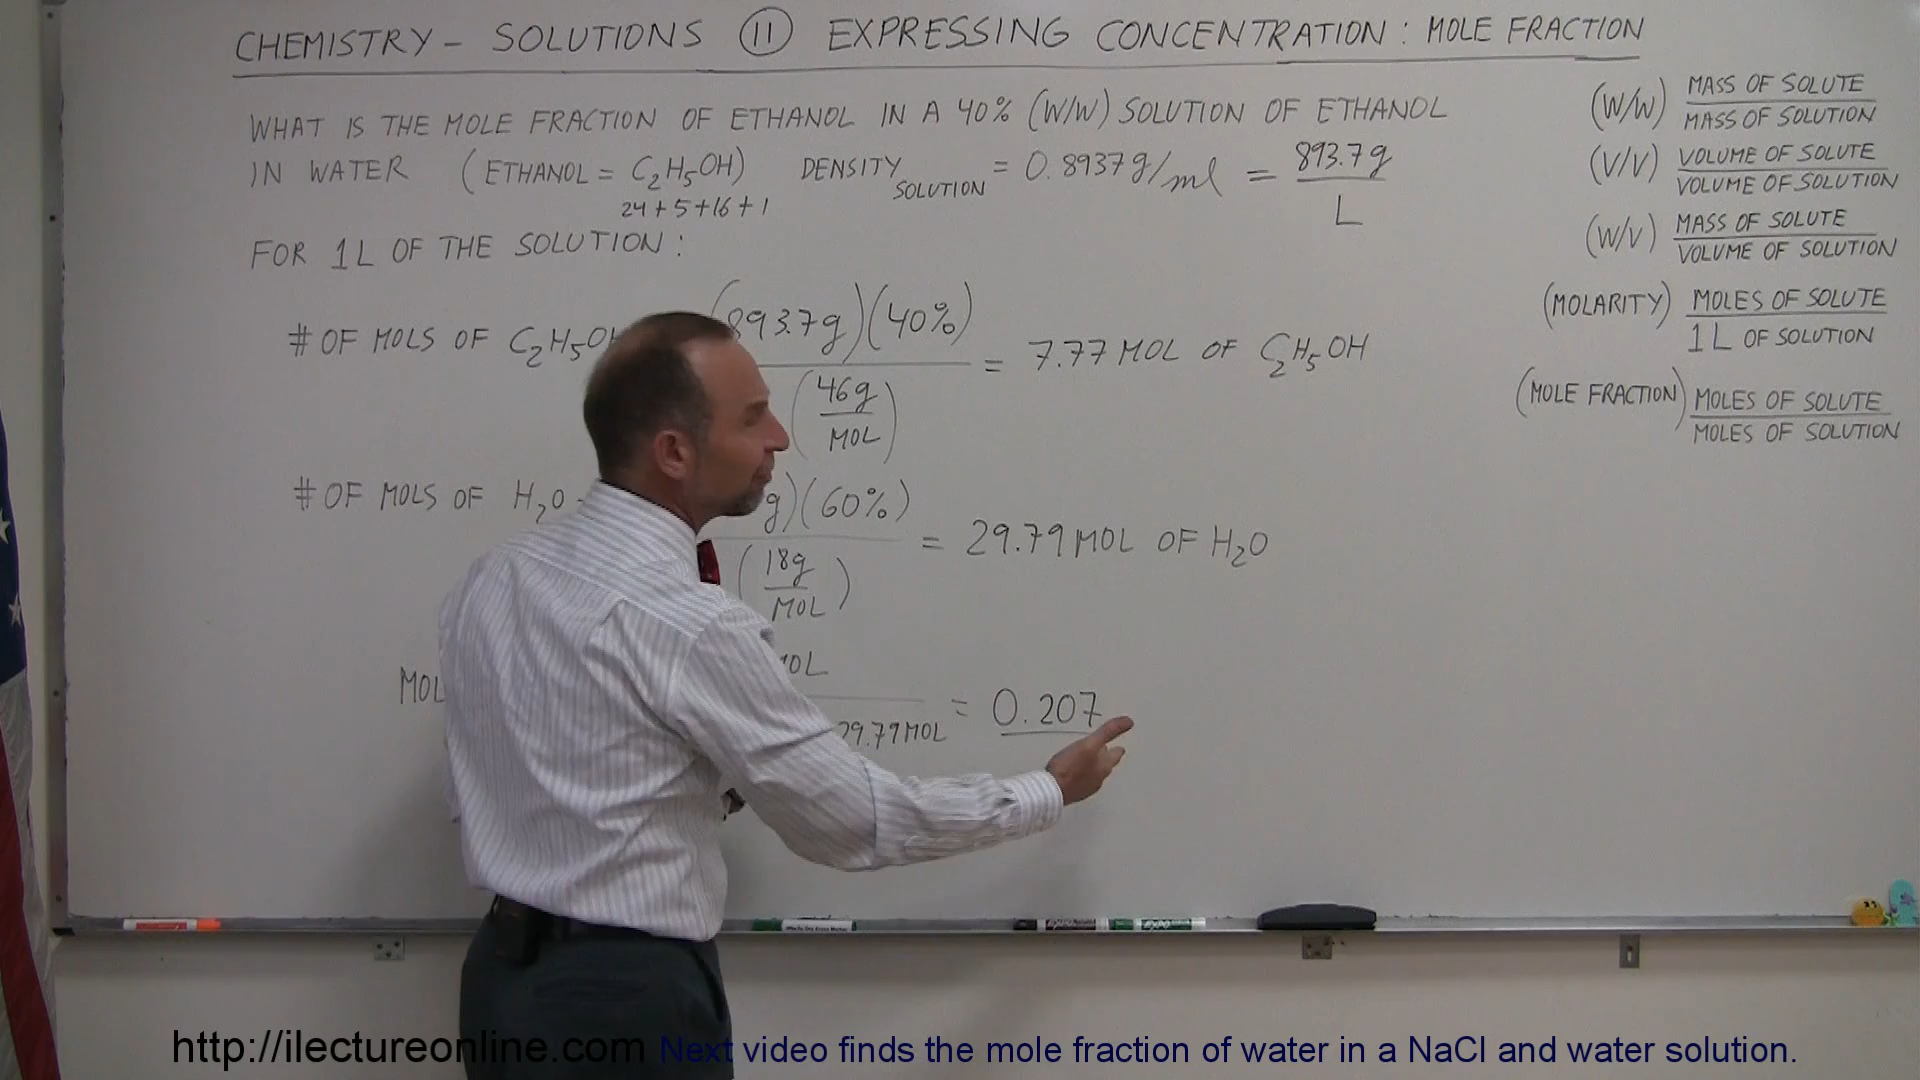 CHEMISTRY - SOLUTIONS ⑪ EXPRESSING CONCENTRATION: MOLE FRACTION
WHAT IS THE MOLE FRACTION OF ETHANOL IN A 40% (W/W) SOLUTION OF ETHANOL
IN WATER (ETHANOL = C₂H₅OH) DENSITY SOLUTION = 0.8937g/ml = 893.7g / L
24+5+16+1
FOR 1L OF THE SOLUTION:
# OF MOLS OF C₂H₅OH (893.7g)(40%) = 7.77 MOL OF C₂H₅OH
(46g / MOL)
# OF MOLS OF H₂O g)(60%) = 29.79 MOL OF H₂O
(18g / MOL)
MOL = 0.207
29.79 MOL
(W/W) MASS OF SOLUTE
MASS OF SOLUTION
(V/V) VOLUME OF SOLUTE
VOLUME OF SOLUTION
(W/V) MASS OF SOLUTE
VOLUME OF SOLUTION
(MOLARITY) MOLES OF SOLUTE
1L OF SOLUTION
(MOLE FRACTION) MOLES OF SOLUTE
MOLES OF SOLUTION
http://ilectureonline.com Next video finds the mole fraction of water in a NaCl and water solution.